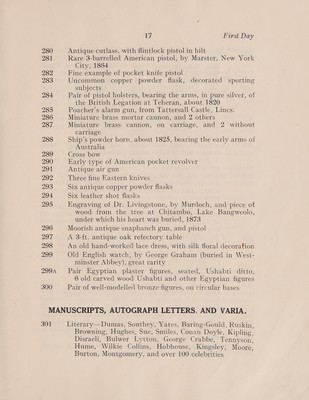 17
First Day
280 Antique cutlass, with flintlock pistol in hilt
281 Rare 3-barrelled American pistol, by Marster, New York
City, 1864
282 Fine example of pocket knife pistol
283 Uncommon copper powder flask, decorated sporting
subjects
284 Pair of pistol holsters, bearing the arms, in pure silver, of
the British Legation at Teheran, about 1820
285 Poacher's alarm gun, from Tattersall Castle, Lincs.
286 Miniature brass mortar cannon, and 2 others
287 Miniature brass cannon, on carriage, and 2 without
carriage
288 Ship's powder horn, about 1825, bearing the early arms of
Australia
289 Cross bow
290 Early type of American pocket revolver
291 Antique air gun
292 Three fine Eastern knives
293 Six antique copper powder flasks
294 Six leather shot flasks
295 Engraving of Dr. Livingstone, by Murdoch, and piece of
wood from the tree at Chitambo, Lake Bangweolo,
under which his heart was buried, 1873
296 Moorish antique snaphanch gun, and pistol
297 A 3-ft. antique oak refectory table
298 An old hand-worked lace dress, with silk floral decoration
299 Old English watch, by George Graham (buried in West-
minster Abbey), great rarity
299A Pair Egyptian plaster figures, seated, Ushabti ditto,
6 old carved wood Ushabti and other Egyptian figures
300 Pair of well-modelled bronze figures, on circular bases
MANUSCRIPTS, AUTOGRAPH LETTERS. AND VARIA.
301 Literary—Dumas, Southey, Yates, Baring-Gould, Ruskin,
Browning, Hughes, Sue, Smiles, Conan Doyle, Kipling,
Disraeli, Bulwer Lytton, George Crabbe, Tennyson,
Hume, Wilkie Collins, Hobhouse, Kingsley, Moore,
Burton, Montgomery, and over 100 celebrities